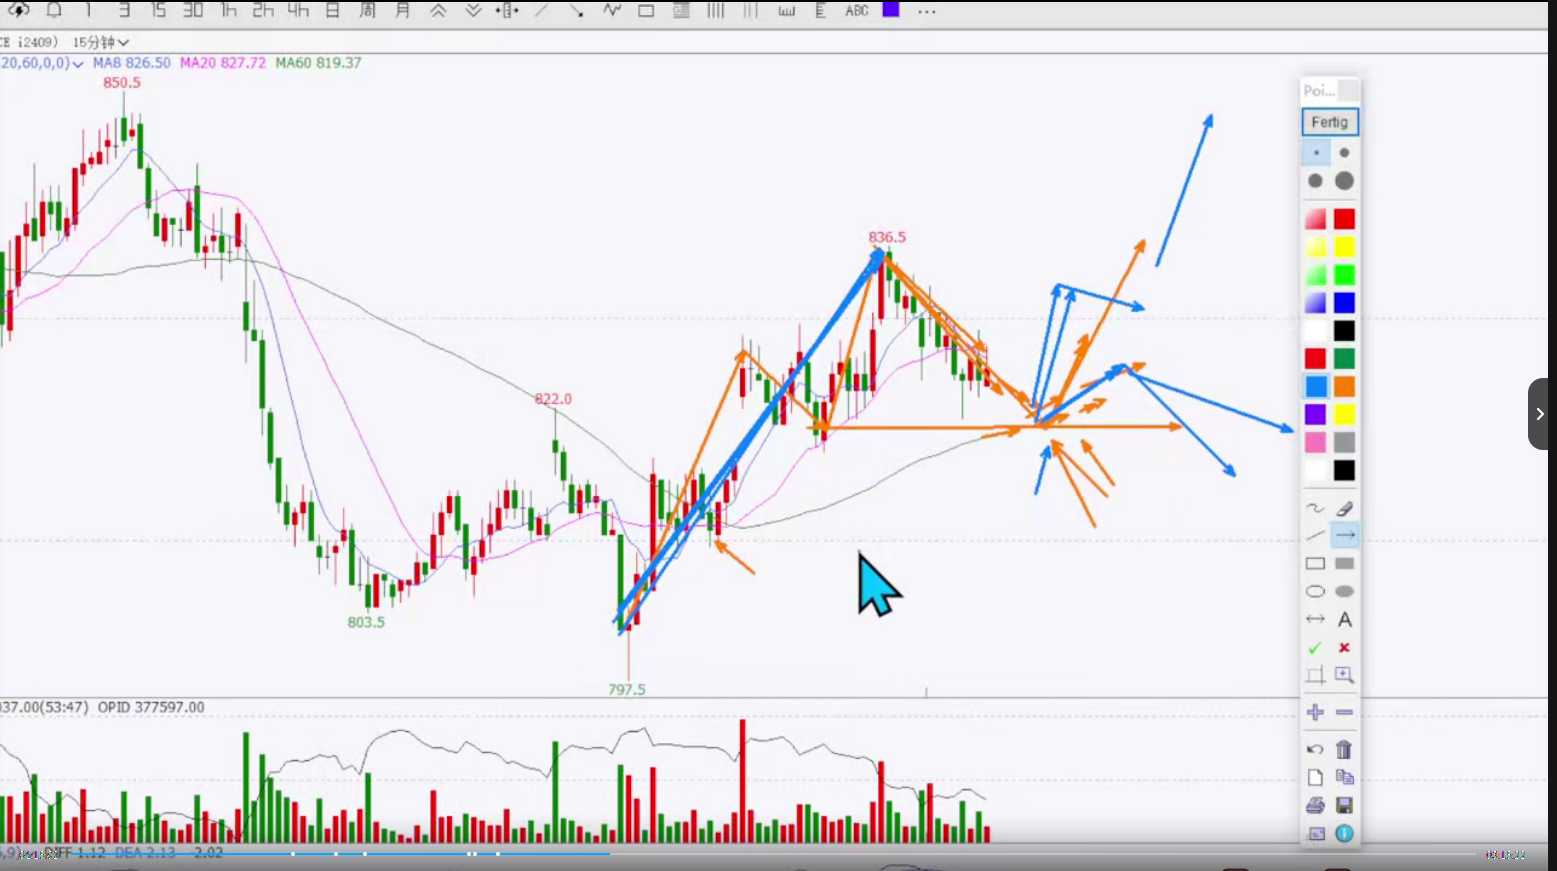 1 3 15 30 1h 2h 4h 日 周 月 ABC ...
CE i2409) 15分钟
20,60,0,0) MA8 826.50 MA20 827.72 MA60 819.37
850.5
Poi...
Fertig
836.5
822.0
803.5
797.5
A
037.00(53:47) OPID 377597.00
DIFF 1.12 DEA 2.13 -2.02